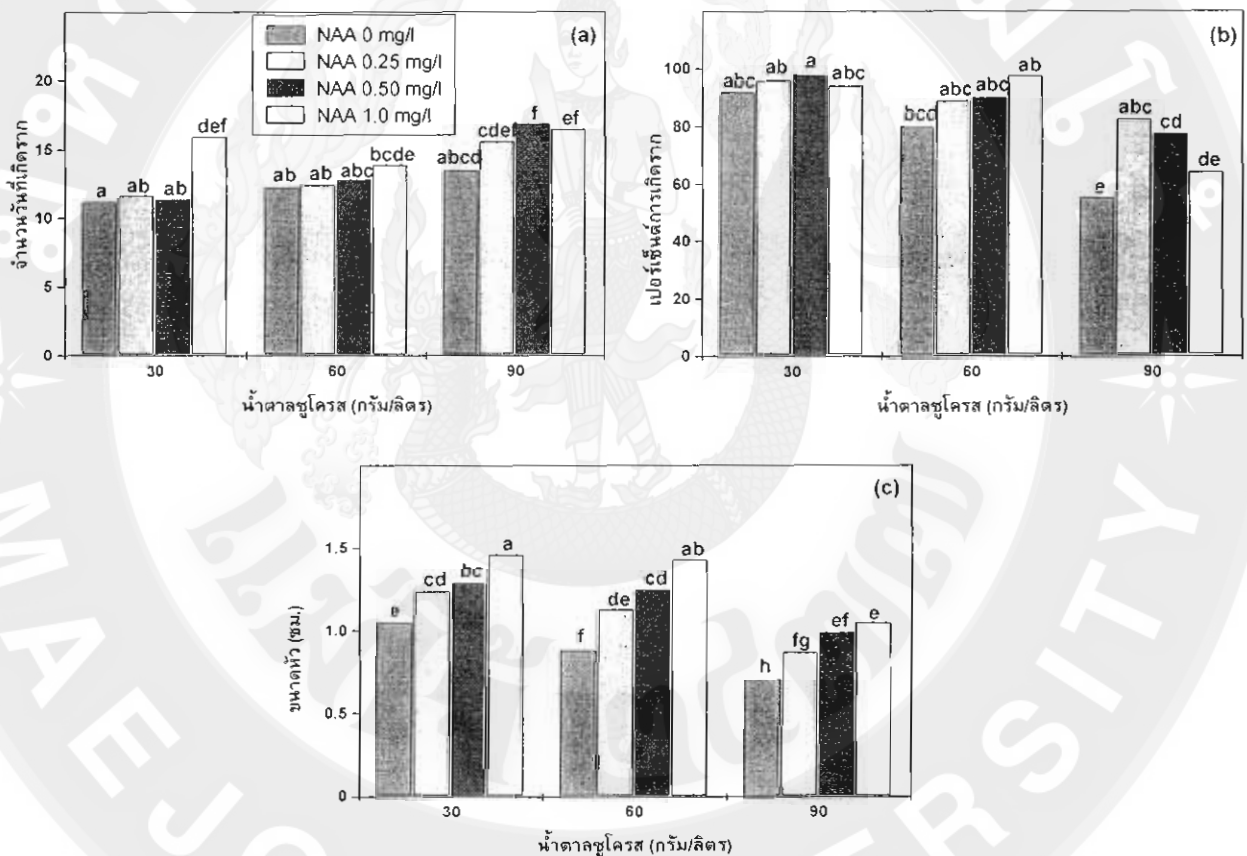 (a)
NAA 0 mg/l
NAA 0.25 mg/l
NAA 0.50 mg/l
NAA 1.0 mg/l
จำนวนวันที่เกิดราก
20
15
10
5
0
a ab ab def
ab ab abc bcde
abcd cdef f ef
30 60 90
น้ำตาลซูโครส (กรัม/ลิตร)
(b)
เปอร์เซ็นต์การเกิดราก
100
80
60
40
20
0
abc ab a abc
bcd abc abc ab
e abc cd de
30 60 90
น้ำตาลซูโครส (กรัม/ลิตร)
(c)
ขนาดหัว (ซม.)
1.5
1.0
0.5
0
e cd bc a
f de cd ab
h fg ef e
30 60 90
น้ำตาลซูโครส (กรัม/ลิตร)
MAEJO
ERSITY